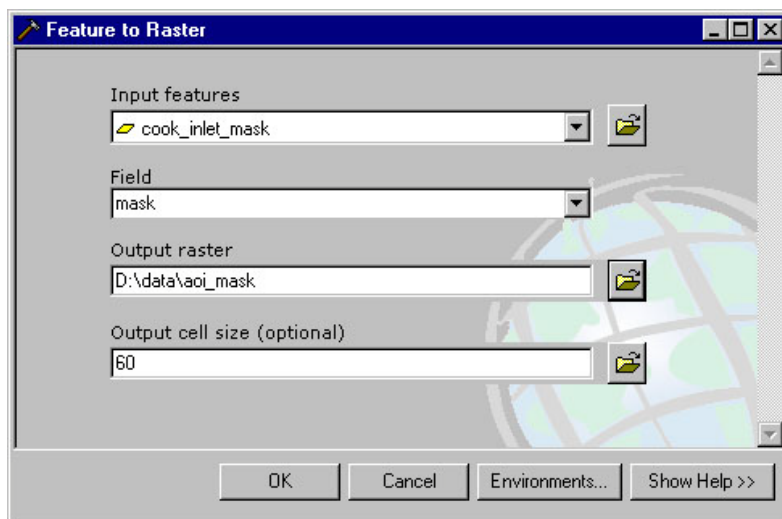 Feature to Raster
Input features
cook_inlet_mask
Field
mask
Output raster
D:\data\aoi_mask
Output cell size (optional)
60
OK Cancel Environments... Show Help >>